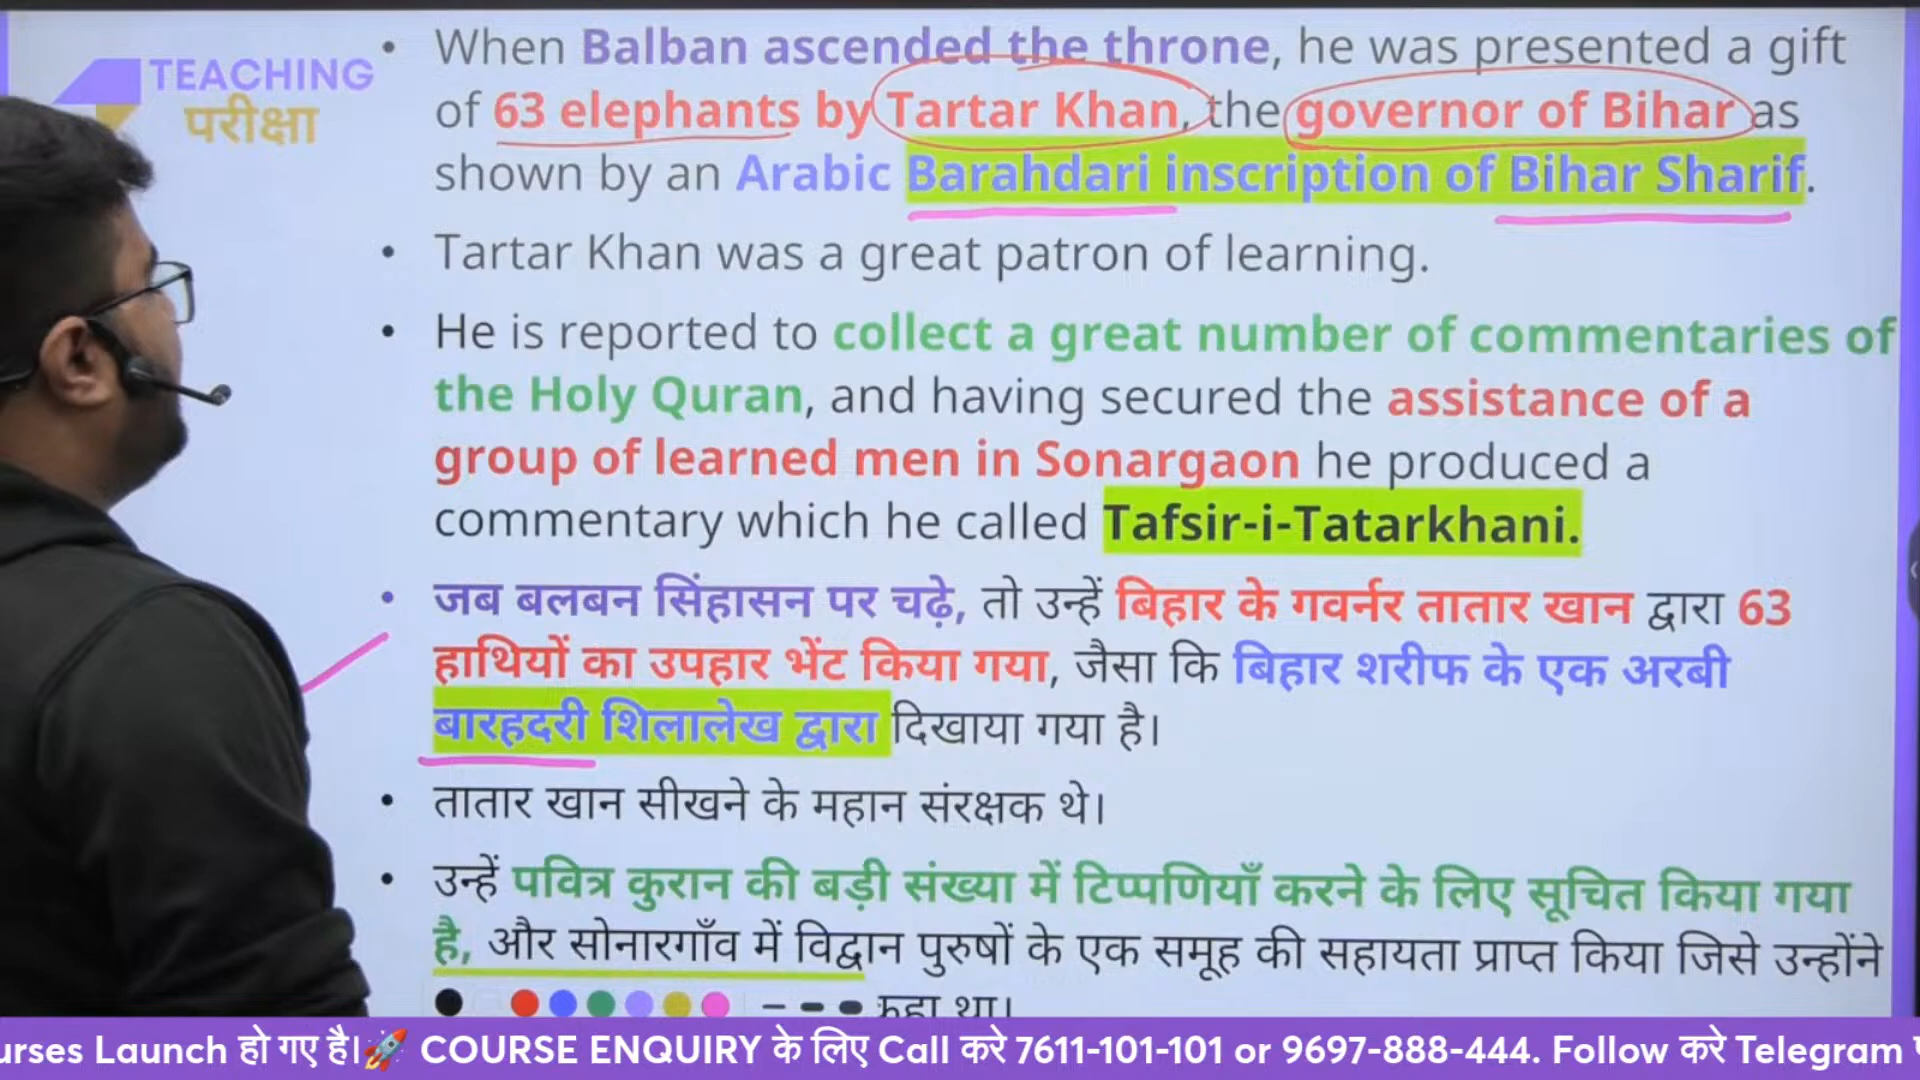 TEACHING
परीक्षा
• When Balban ascended the throne, he was presented a gift
of 63 elephants by Tartar Khan, the governor of Bihar as
shown by an Arabic Barahdari inscription of Bihar Sharif.
• Tartar Khan was a great patron of learning.
• He is reported to collect a great number of commentaries of
the Holy Quran, and having secured the assistance of a
group of learned men in Sonargaon he produced a
commentary which he called Tafsir-i-Tatarkhani.
• जब बलबन सिंहासन पर चढ़े, तो उन्हें बिहार के गवर्नर तातार खान द्वारा 63
हाथियों का उपहार भेंट किया गया, जैसा कि बिहार शरीफ के एक अरबी
बारहदरी शिलालेख द्वारा दिखाया गया है।
• तातार खान सीखने के महान संरक्षक थे।
• उन्हें पवित्र कुरान की बड़ी संख्या में टिप्पणियाँ करने के लिए सूचित किया गया
है, और सोनारगाँव में विद्वान पुरुषों के एक समूह की सहायता प्राप्त किया जिसे उन्होंने
कहा था।
urses Launch हो गए है।🚀 COURSE ENQUIRY के लिए Call करे 7611-101-101 or 9697-888-444. Follow करे Telegram